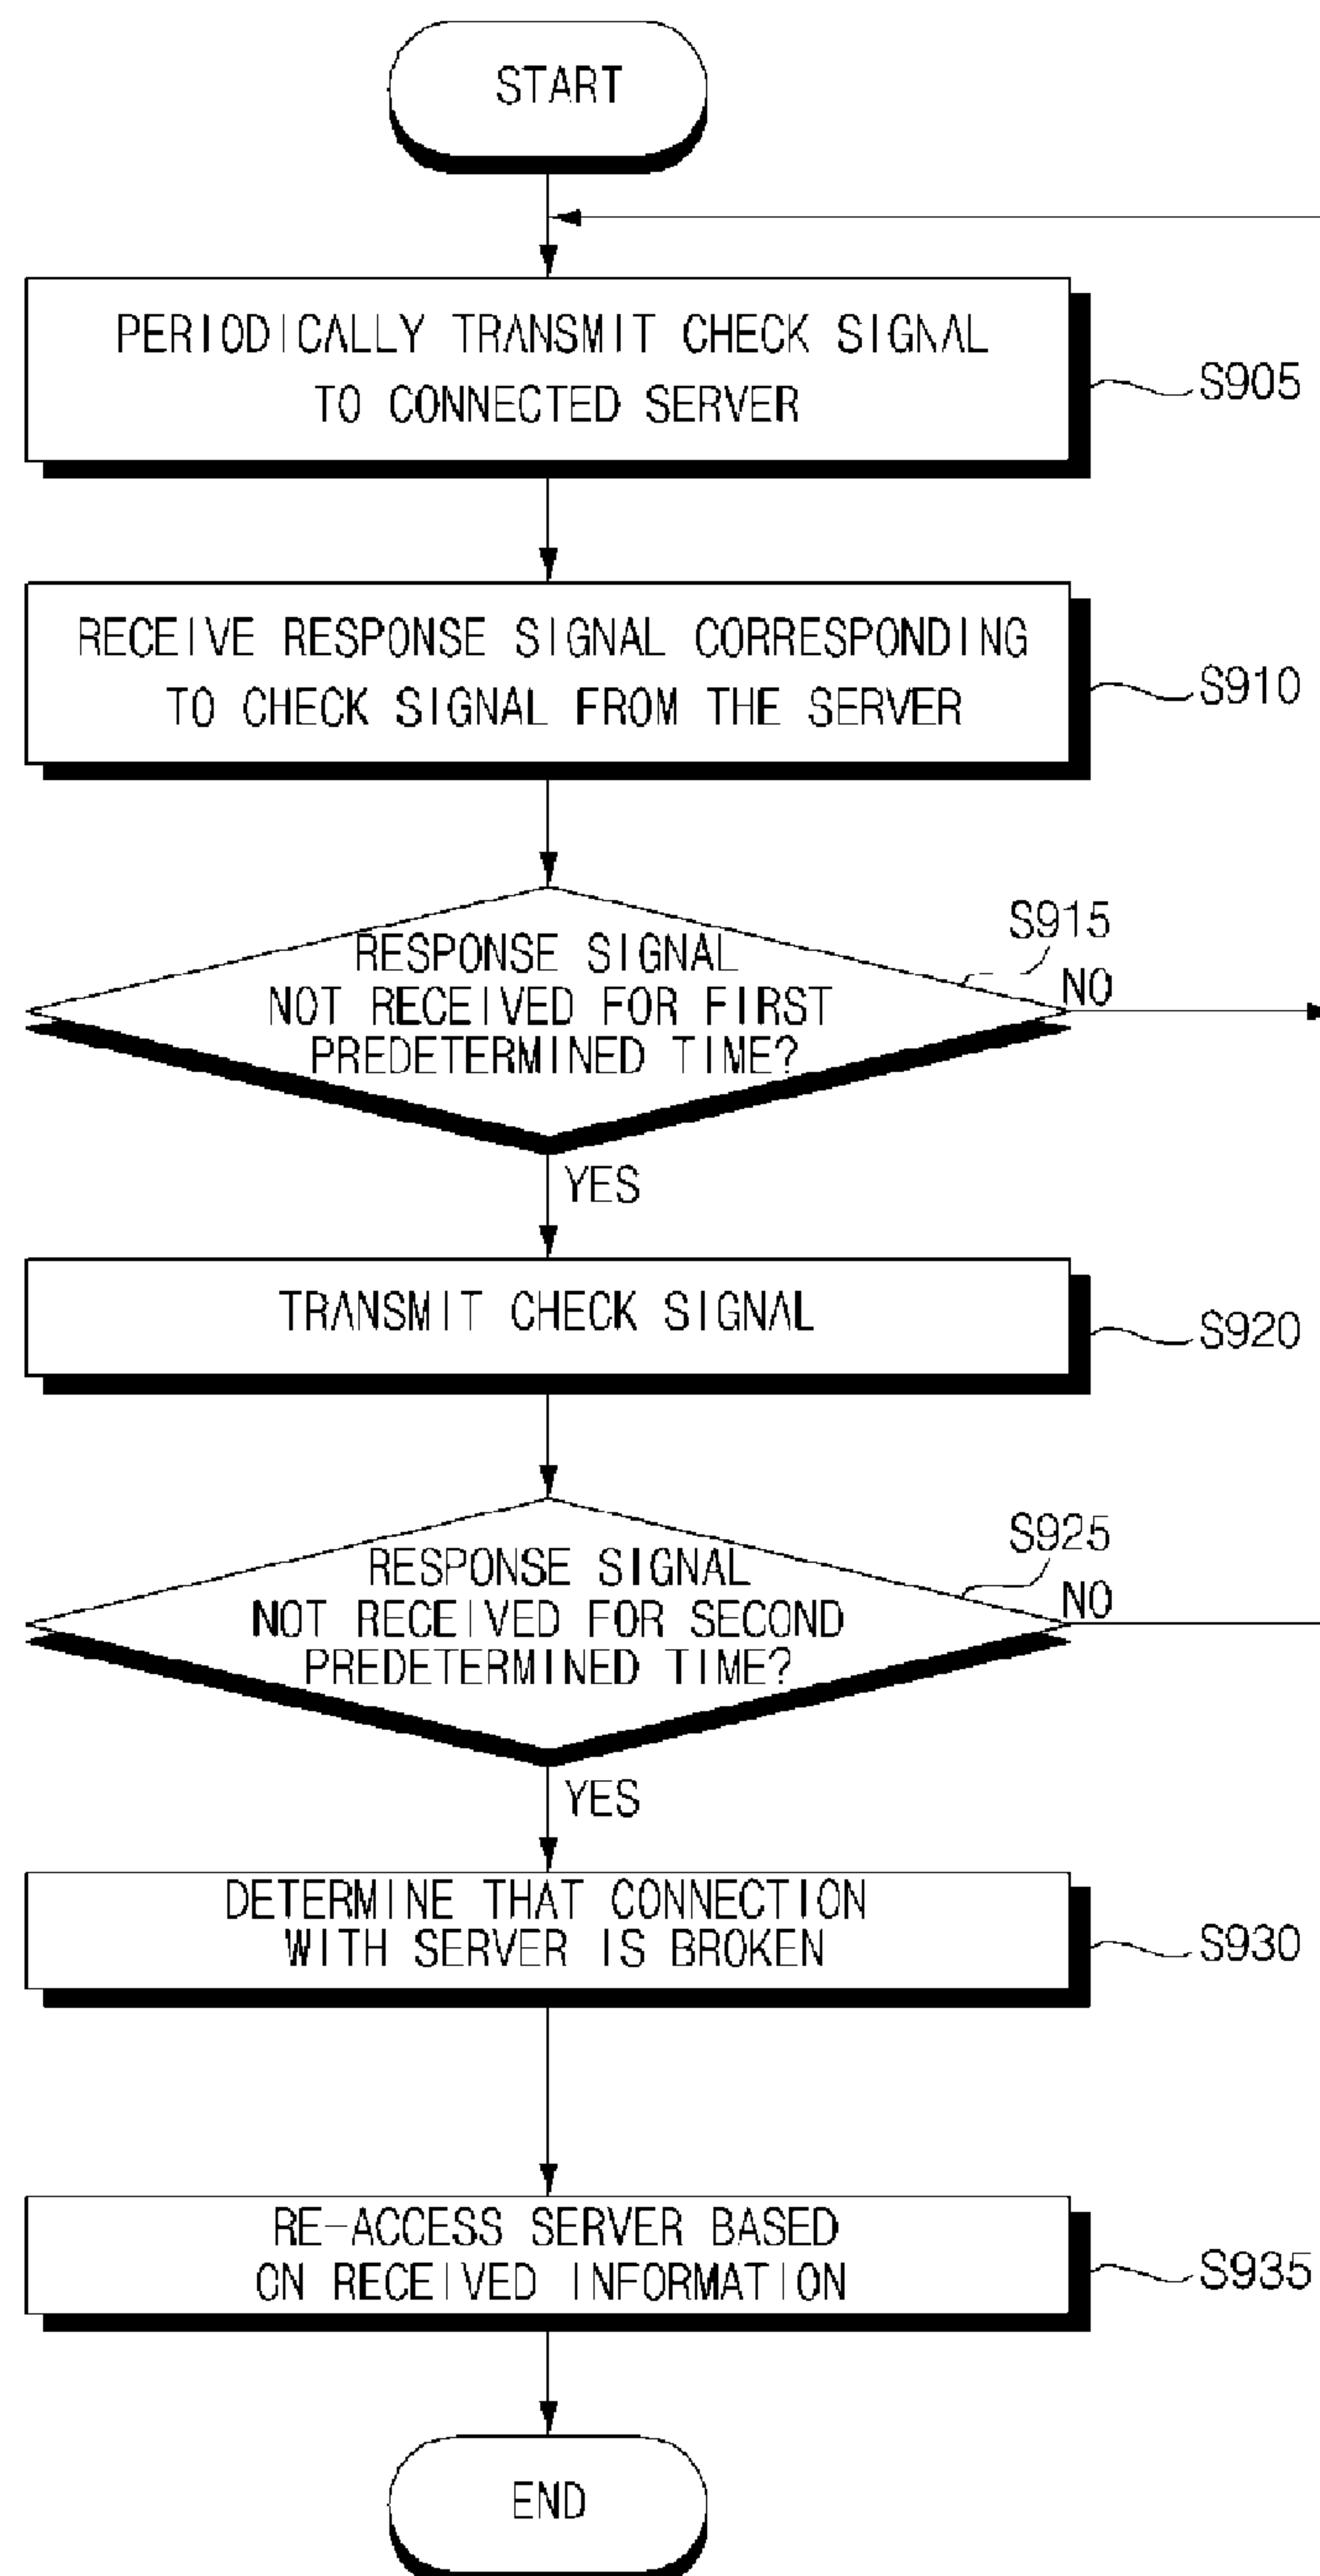 START
PERIODICALLY TRANSMIT CHECK SIGNAL
TO CONNECTED SERVER
S905
RECEIVE RESPONSE SIGNAL CORRESPONDING
TO CHECK SIGNAL FROM THE SERVER
S910
RESPONSE SIGNAL
NOT RECEIVED FOR FIRST
PREDETERMINED TIME?
S915
NO
YES
TRANSMIT CHECK SIGNAL
S920
RESPONSE SIGNAL
NOT RECEIVED FOR SECOND
PREDETERMINED TIME?
S925
NO
YES
DETERMINE THAT CONNECTION
WITH SERVER IS BROKEN
S930
RE-ACCESS SERVER BASED
ON RECEIVED INFORMATION
S935
END